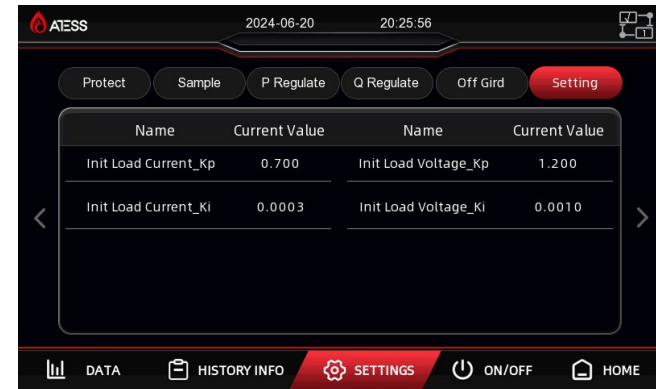 ATESS 2024-06-20 20:25:56
1
Protect Sample P Regulate Q Regulate Off Gird Setting
Name Current Value Name Current Value
Init Load Current_Kp 0.700 Init Load Voltage_Kp 1.200
Init Load Current_Ki 0.0003 Init Load Voltage_Ki 0.0010
DATA HISTORY INFO SETTINGS ON/OFF HOME